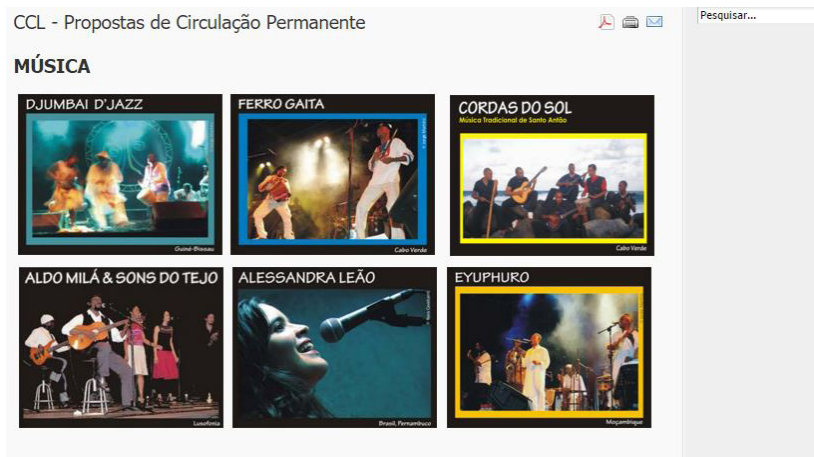 CCL - Propostas de Circulação Permanente
Pesquisar...
MÚSICA
DJUMBAI D'JAZZ
Guiné-Bissau
FERRO GAITA
Cabo Verde
CORDAS DO SOL
Música Tradicional de Santo Antão
Cabo Verde
ALDO MILÁ & SONS DO TEJO
Lusofonia
ALESSANDRA LEÃO
Brasil, Pernambuco
EYUPHURO
Moçambique